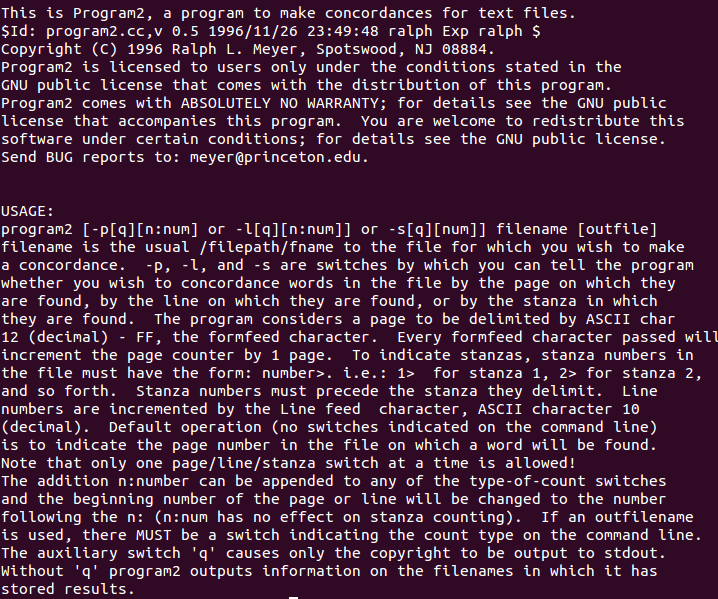 This is Program2, a program to make concordances for text files.
$Id: program2.cc,v 0.5 1996/11/26 23:49:48 ralph Exp ralph $
Copyright (C) 1996 Ralph L. Meyer, Spotswood, NJ 08884.
Program2 is licensed to users only under the conditions stated in the
GNU public license that comes with the distribution of this program.
Program2 comes with ABSOLUTELY NO WARRANTY; for details see the GNU public
license that accompanies this program.  You are welcome to redistribute this
software under certain conditions; for details see the GNU public license.
Send BUG reports to: meyer@princeton.edu.

USAGE:
program2 [-p[q][n:num] or -l[q][n:num]] or -s[q][num]] filename [outfile]
filename is the usual /filepath/fname to the file for which you wish to make
a concordance.  -p, -l, and -s are switches by which you can tell the program
whether you wish to concordance words in the file by the page on which they
are found, by the line on which they are found, or by the stanza in which
they are found.  The program considers a page to be delimited by ASCII char
12 (decimal) - FF, the formfeed character.  Every formfeed character passed will
increment the page counter by 1 page.  To indicate stanzas, stanza numbers in
the file must have the form: number>. i.e.: 1>  for stanza 1, 2> for stanza 2,
and so forth.  Stanza numbers must precede the stanza they delimit.  Line
numbers are incremented by the Line feed  character, ASCII character 10
(decimal).  Default operation (no switches indicated on the command line)
is to indicate the page number in the file on which a word will be found.
Note that only one page/line/stanza switch at a time is allowed!
The addition n:number can be appended to any of the type-of-count switches
and the beginning number of the page or line will be changed to the number
following the n: (n:num has no effect on stanza counting).  If an outfilename
is used, there MUST be a switch indicating the count type on the command line.
The auxiliary switch 'q' causes only the copyright to be output to stdout.
Without 'q' program2 outputs information on the filenames in which it has
stored results.